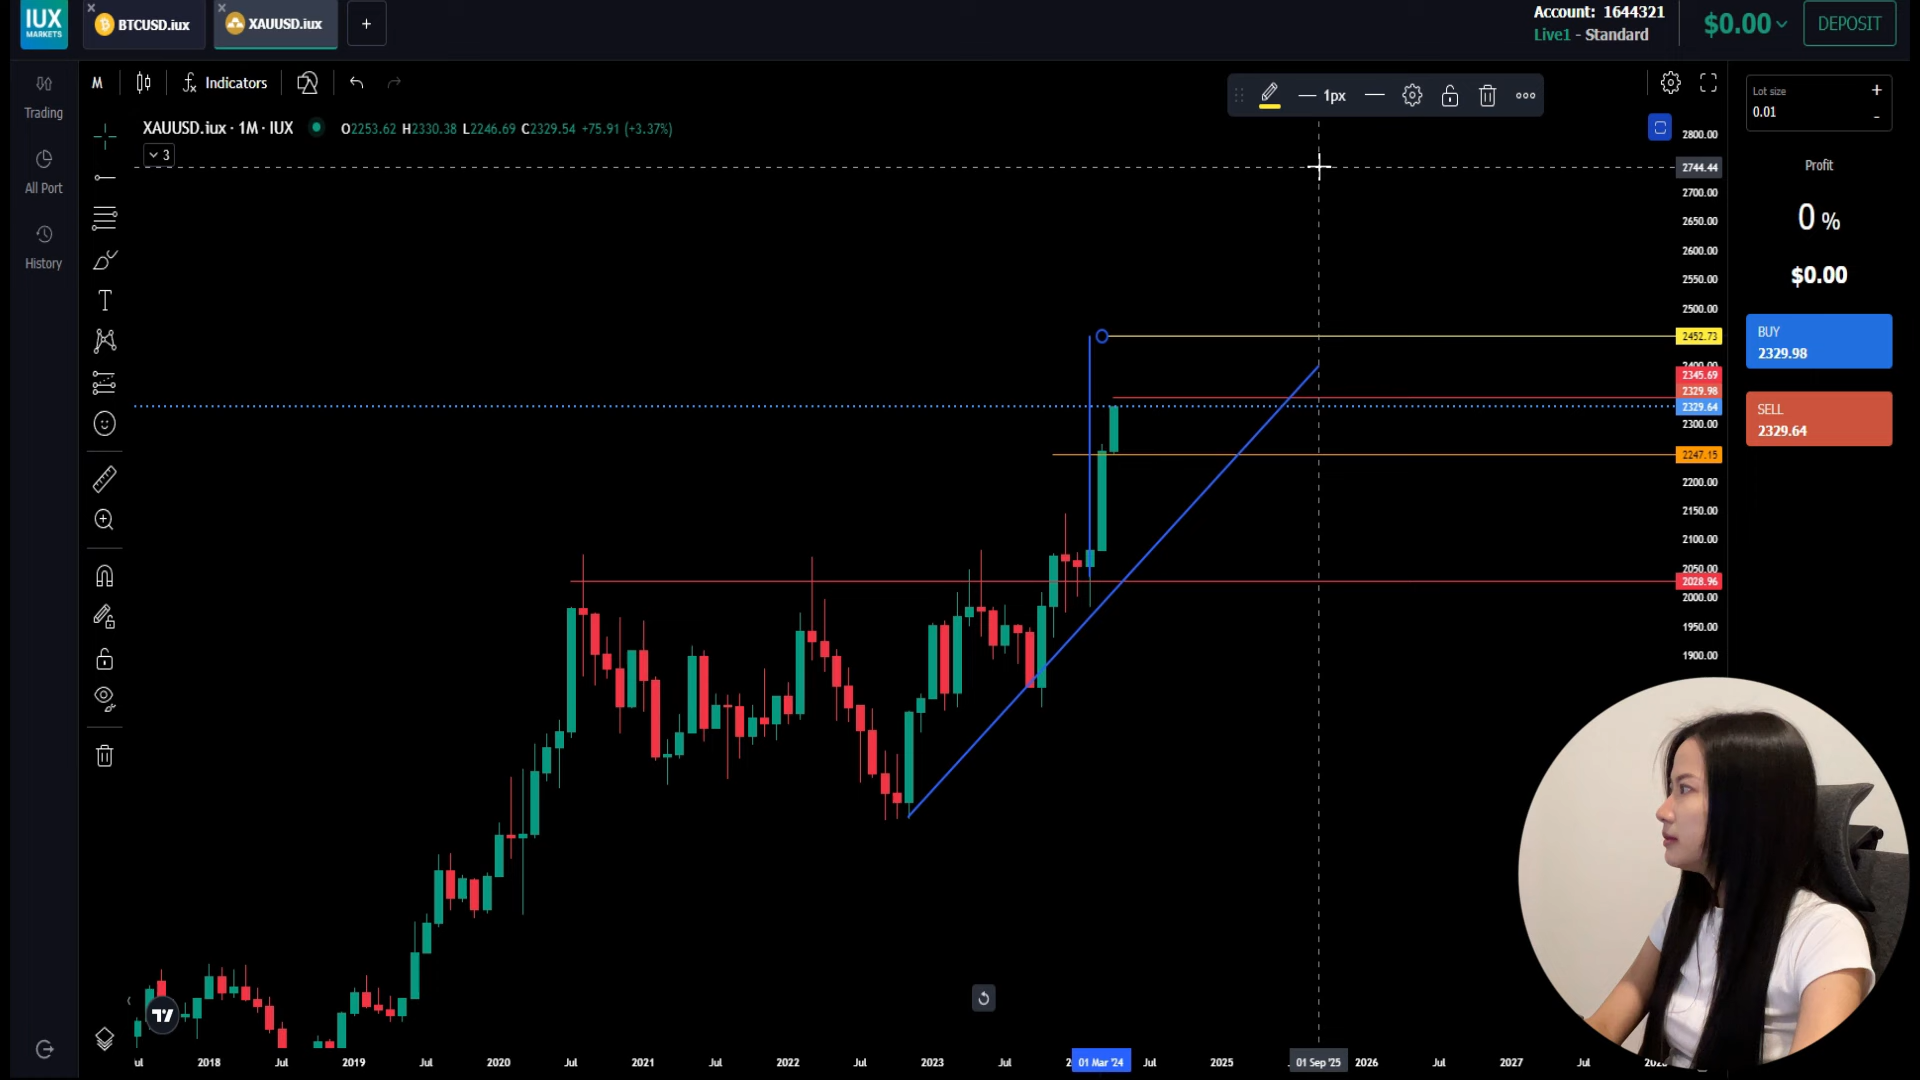 IUX
MARKETS
BTCUSD.iux
XAUUSD.iux
Account: 1644321
Live1 - Standard
$0.00
DEPOSIT
Trading
All Port
History
M
Indicators
1px
XAUUSD.iux · 1M · IUX
O2253.62 H2330.38 L2246.69 C2329.54 +75.91 (+3.37%)
3
2800.00
2744.44
2700.00
2650.00
2600.00
2550.00
2500.00
2452.73
2400.00
2345.69
2329.98
2329.64
2300.00
2247.15
2200.00
2150.00
2100.00
2050.00
2028.96
2000.00
1950.00
1900.00
Lot size
0.01
Profit
0 %
$0.00
BUY
2329.98
SELL
2329.64
2018
Jul
2019
Jul
2020
Jul
2021
Jul
2022
Jul
2023
Jul
01 Mar '24
Jul
2025
01 Sep '25
2026
Jul
2027
Jul